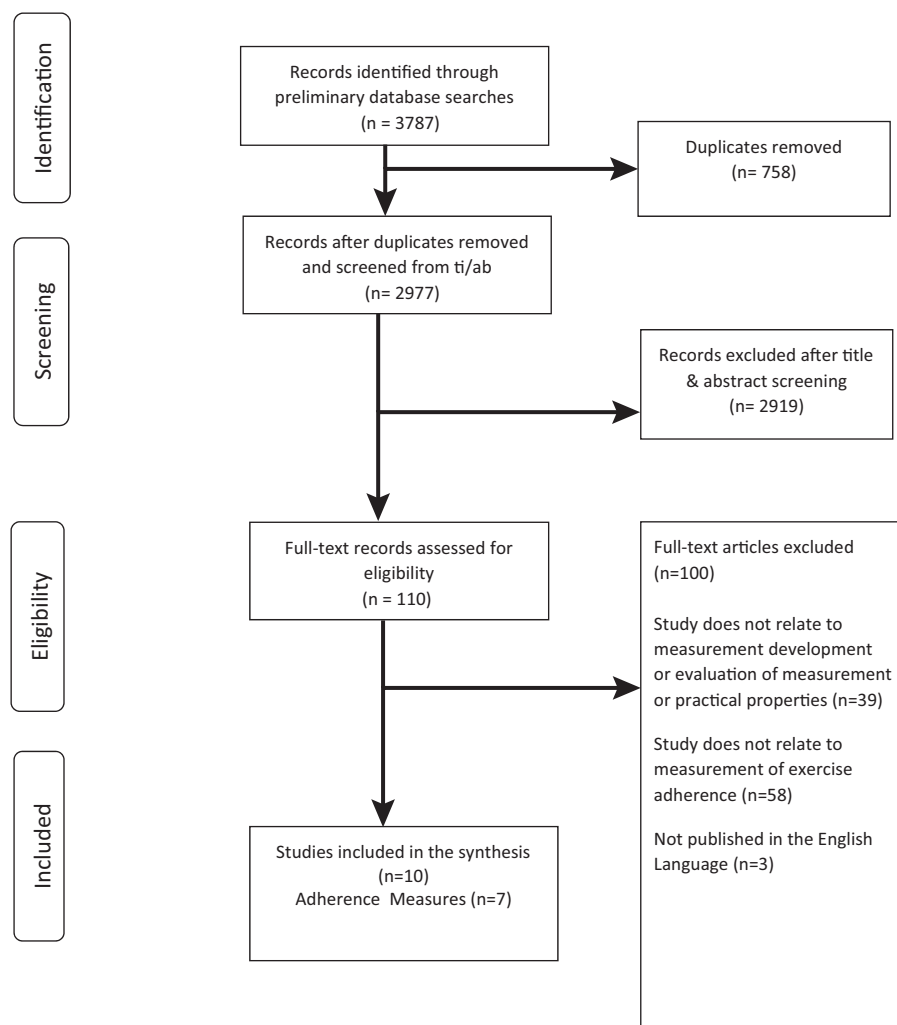 Identification
Records identified through
preliminary database searches
(n = 3787)
Duplicates removed
(n= 758)
Screening
Records after duplicates removed
and screened from ti/ab
(n= 2977)
Records excluded after title
& abstract screening
(n= 2919)
Eligibility
Full-text records assessed for
eligibility
(n = 110)
Full-text articles excluded
(n=100)
Study does not relate to
measurement development
or evaluation of measurement
or practical properties (n=39)
Study does not relate to
measurement of exercise
adherence (n=58)
Not published in the English
Language (n=3)
Included
Studies included in the synthesis
(n=10)
Adherence Measures (n=7)